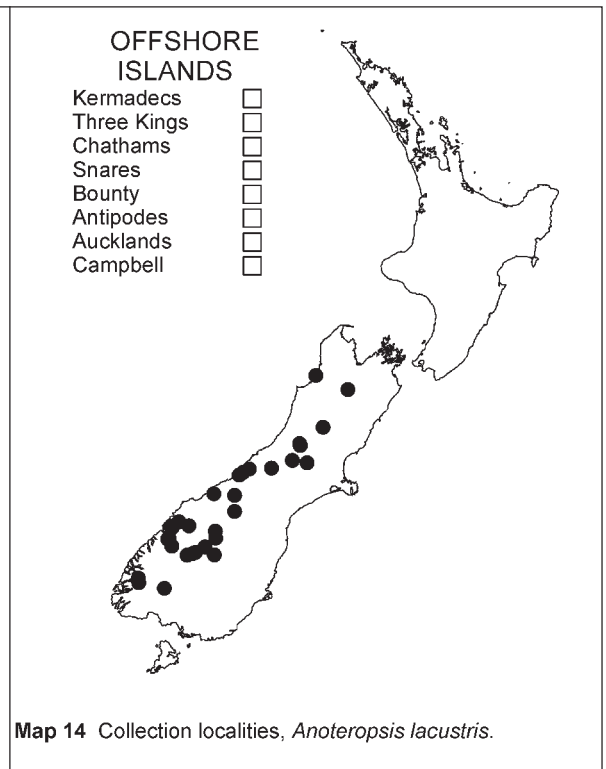 OFFSHORE
ISLANDS
Kermadecs
Three Kings
Chathams
Snares
Bounty
Antipodes
Aucklands
Campbell
Map 14 Collection localities, Anoteropsis lacustris.